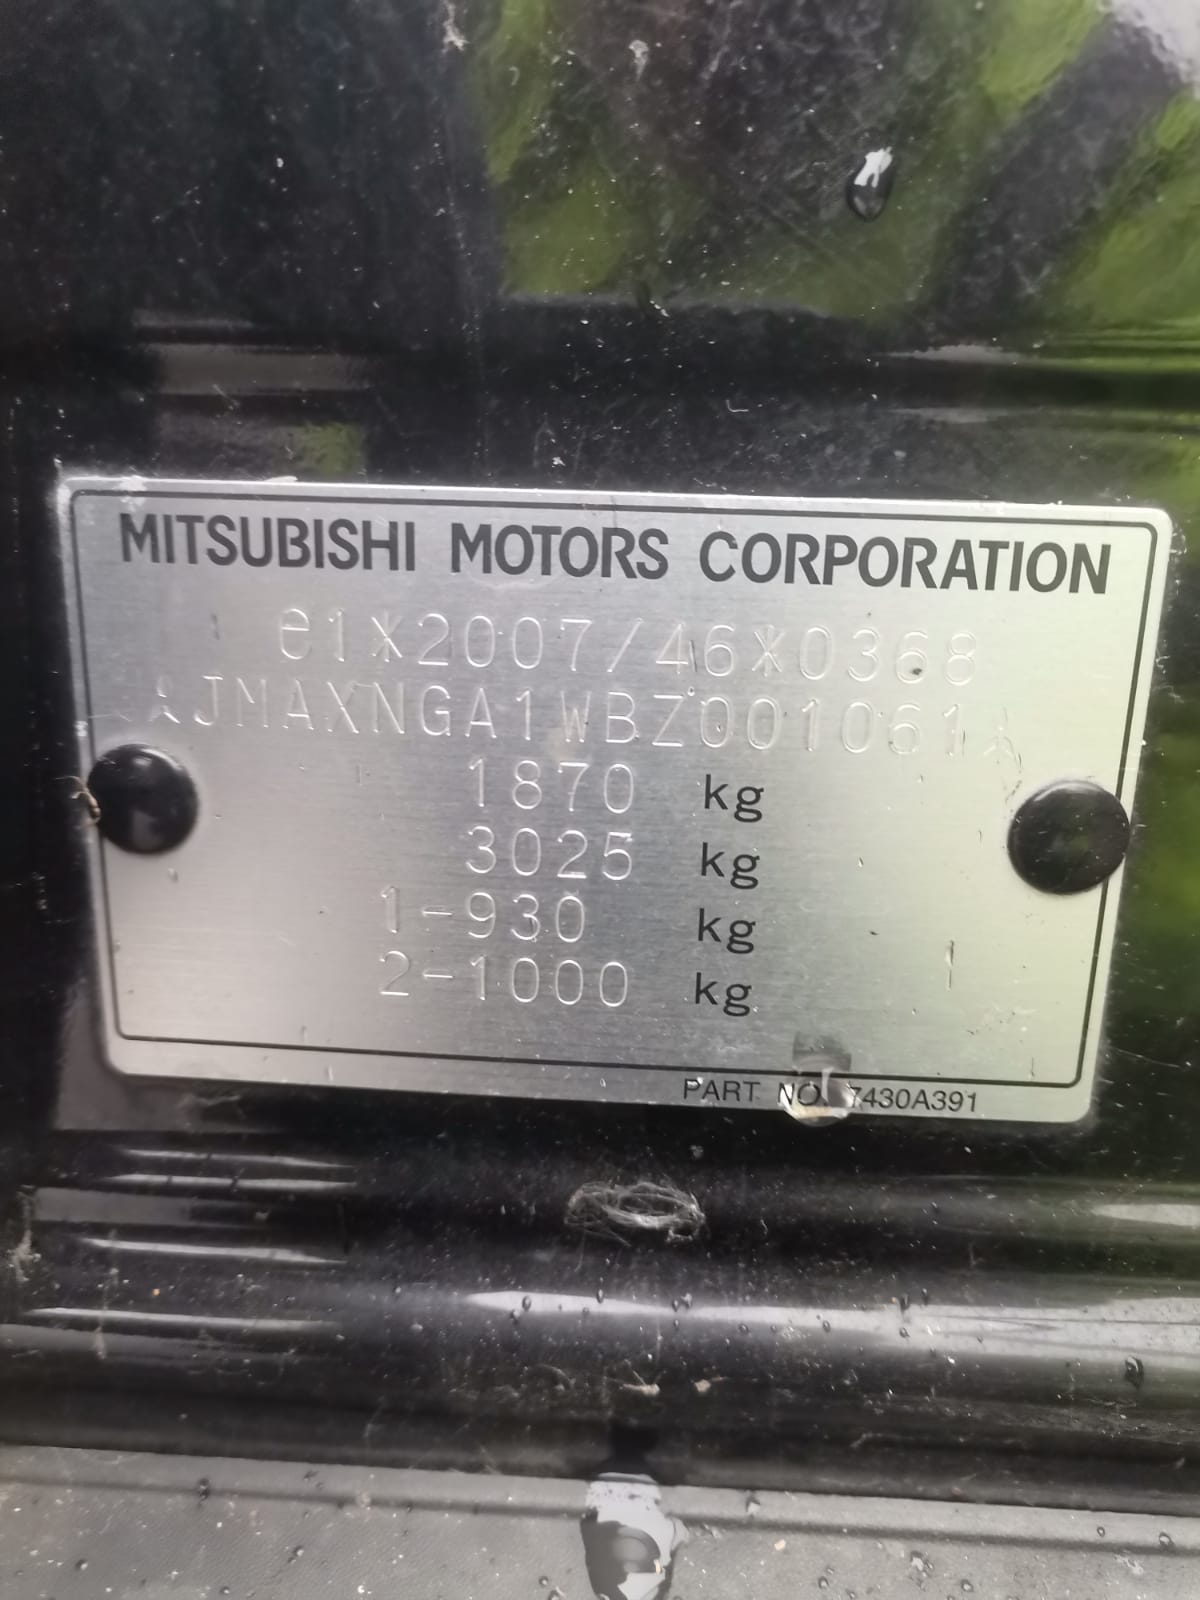 MITSUBISHI MOTORS CORPORATION
e1*2007/46*0368
JMAXNGA1WBZ001061
1870 kg
3025 kg
1-930 kg
2-1000 kg
PART NO. 7430A391